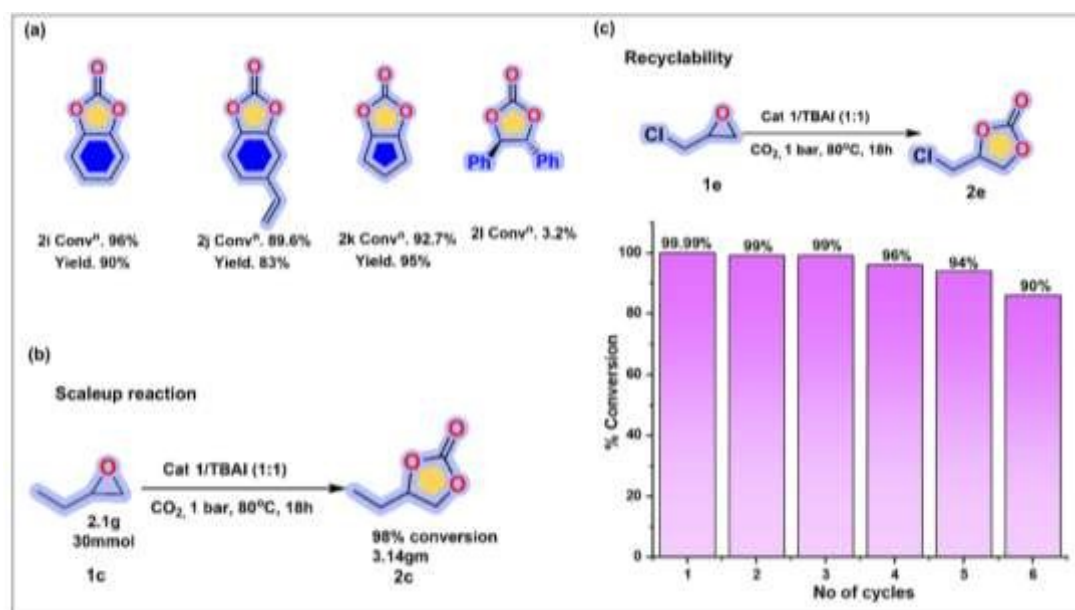 (a)
O
O O
2i Convⁿ. 96%
Yield. 90%
O
O O
2j Convⁿ. 89.6%
Yield. 83%
O
O O
2k Convⁿ. 92.7%
Yield. 95%
O
O O
Ph Ph
2l Convⁿ, 3.2%
(b)
Scaleup reaction
O
2.1g
30mmol
1c
Cat 1/TBAI (1:1)
CO₂, 1 bar, 80°C, 18h
O
O
O
98% conversion
3.14gm
2c
(c)
Recyclability
O
Cl
1e
Cat 1/TBAI (1:1)
CO₂, 1 bar, 80°C, 18h
O
O
O
Cl
2e
% Conversion
100
80
60
40
20
0
99.99%
99%
99%
96%
94%
90%
1 2 3 4 5 6
No of cycles